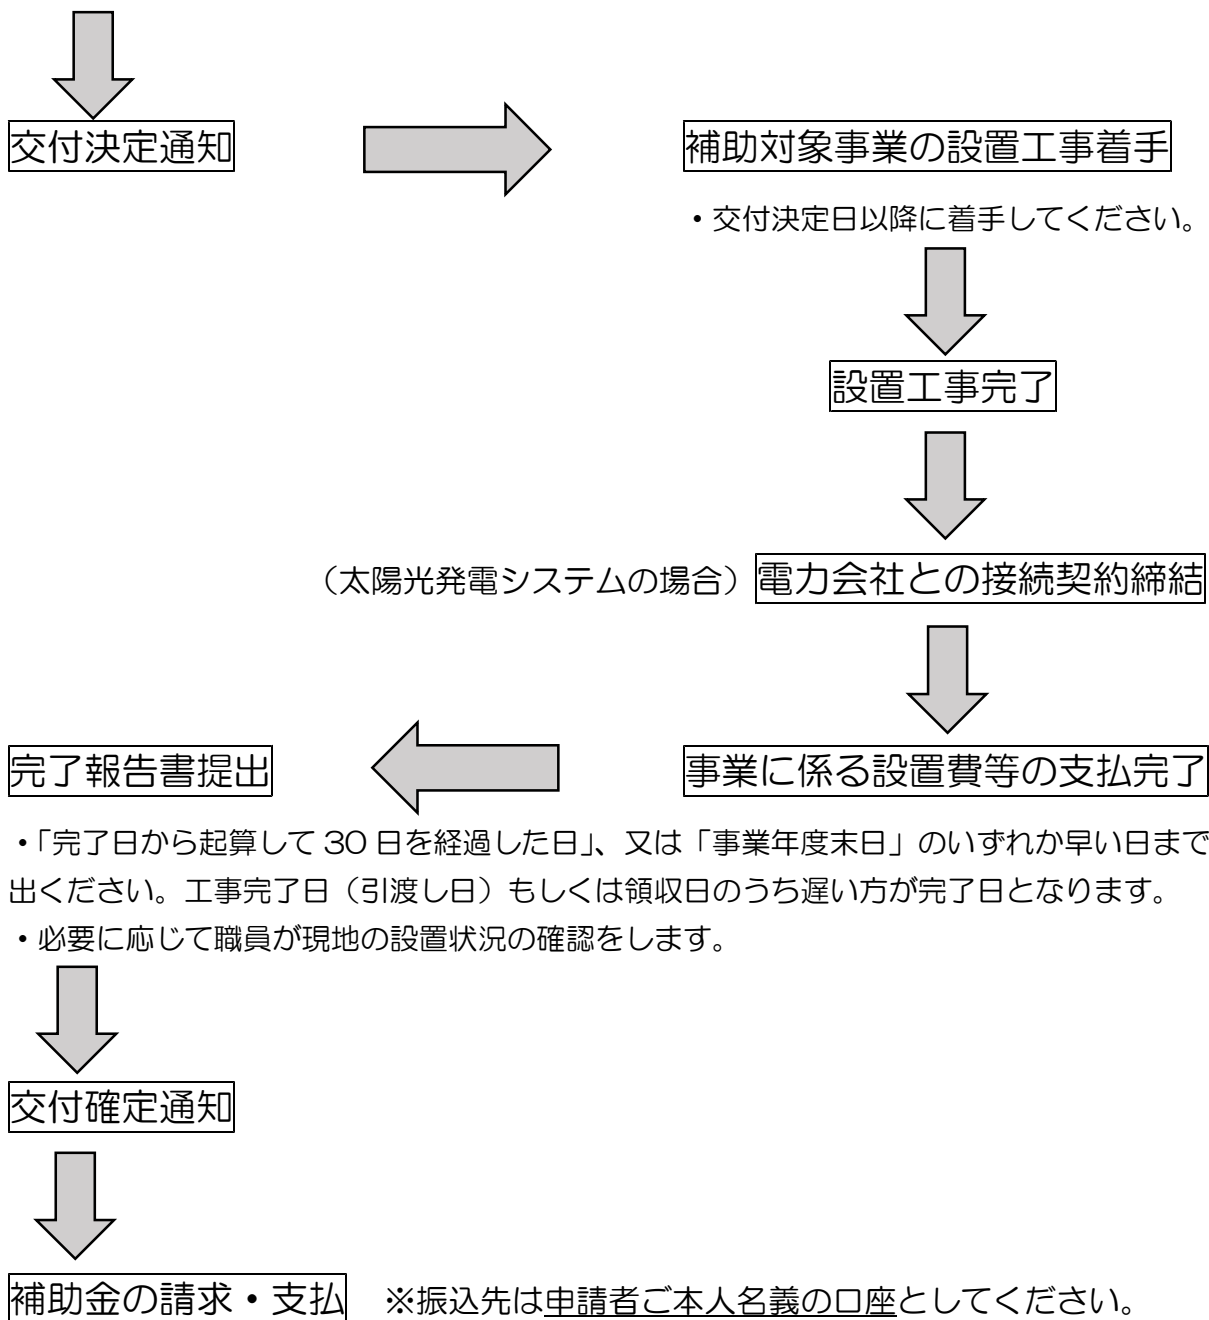 交付決定通知
補助対象事業の設置工事着手
・交付決定日以降に着手してください。
設置工事完了
（太陽光発電システムの場合）電力会社との接続契約締結
完了報告書提出
事業に係る設置費等の支払完了
・「完了日から起算して 30 日を経過した日」、又は「事業年度末日」のいずれか早い日まで
出ください。工事完了日（引渡し日）もしくは領収日のうち遅い方が完了日となります。
・必要に応じて職員が現地の設置状況の確認をします。
交付確定通知
補助金の請求・支払 ※振込先は申請者ご本人名義の口座としてください。